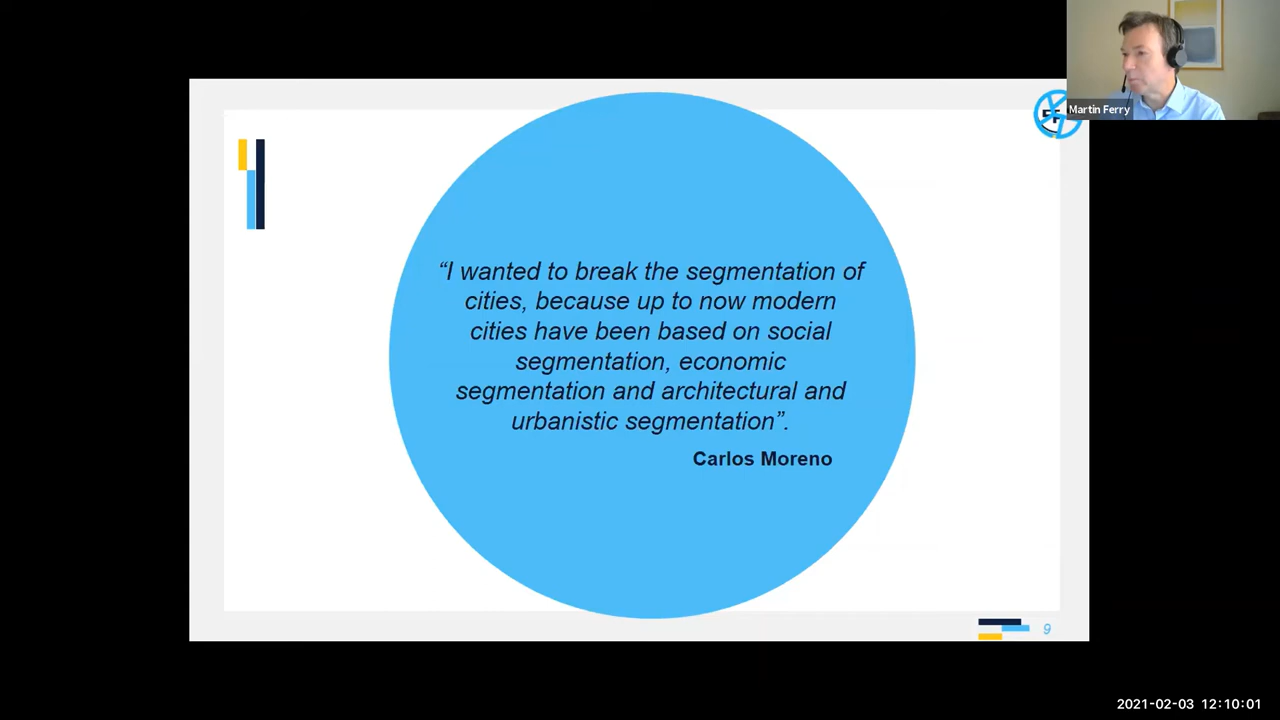 Martin Ferry
“I wanted to break the segmentation of
cities, because up to now modern
cities have been based on social
segmentation, economic
segmentation and architectural and
urbanistic segmentation”.
Carlos Moreno
9
2021-02-03 12:10:01